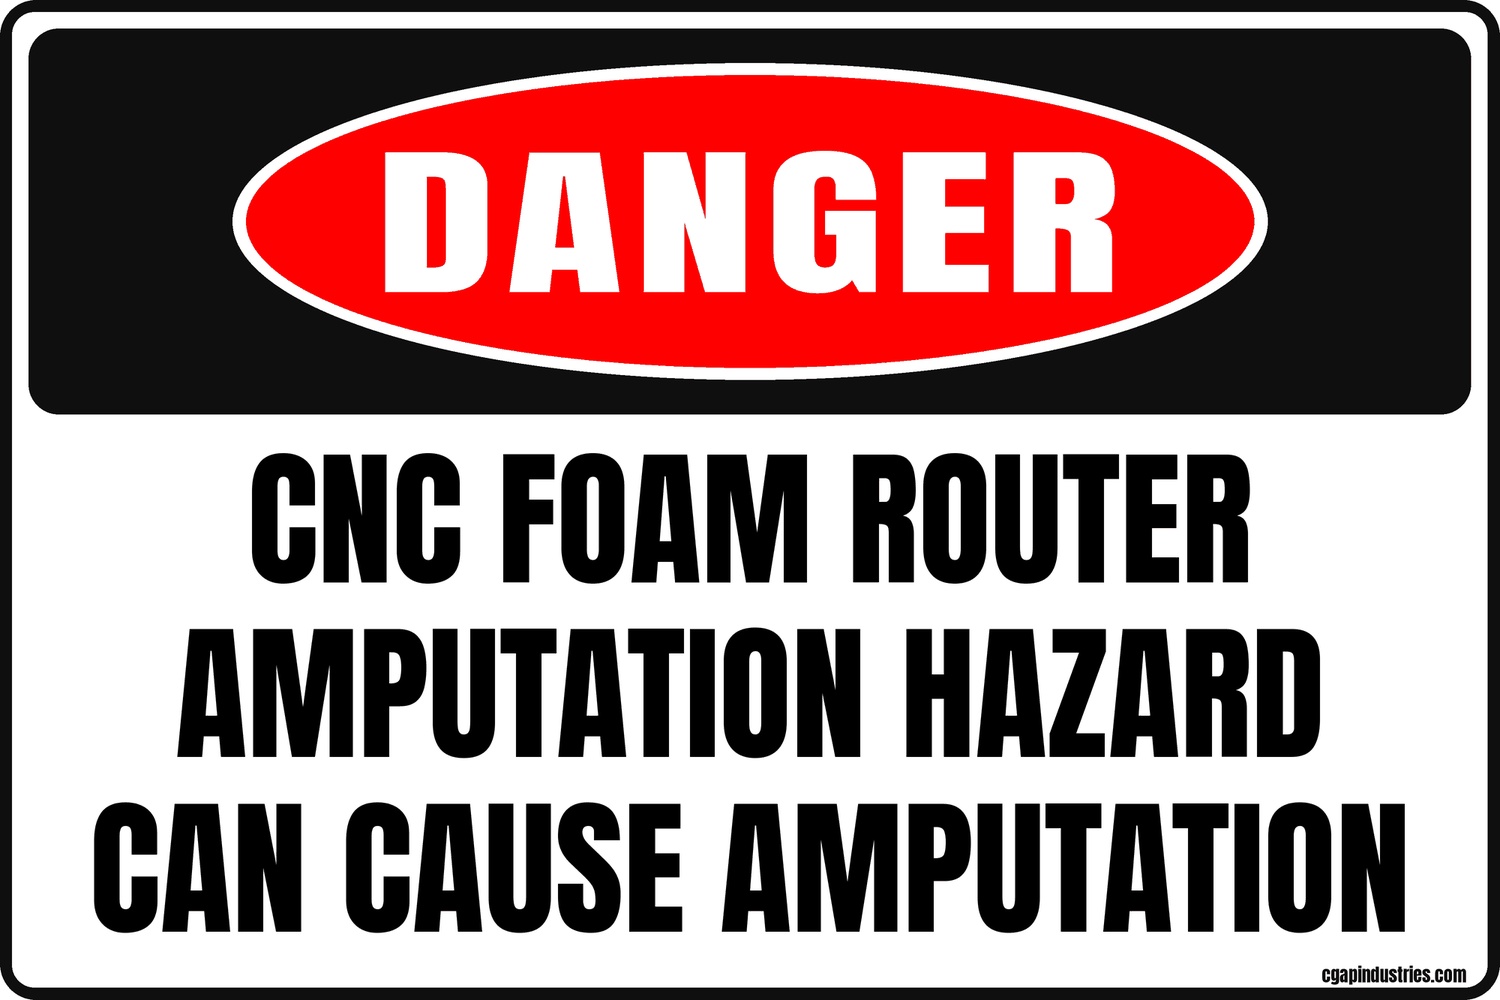 DANGER
CNC FOAM ROUTER
AMPUTATION HAZARD
CAN CAUSE AMPUTATION
cgapindustries.com